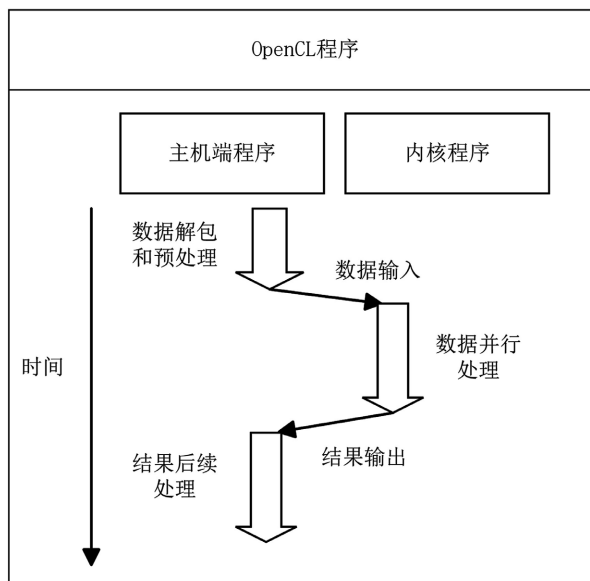 OpenCL程序
主机端程序
内核程序
数据解包
和预处理
数据输入
时间
数据并行
处理
结果后续
处理
结果输出